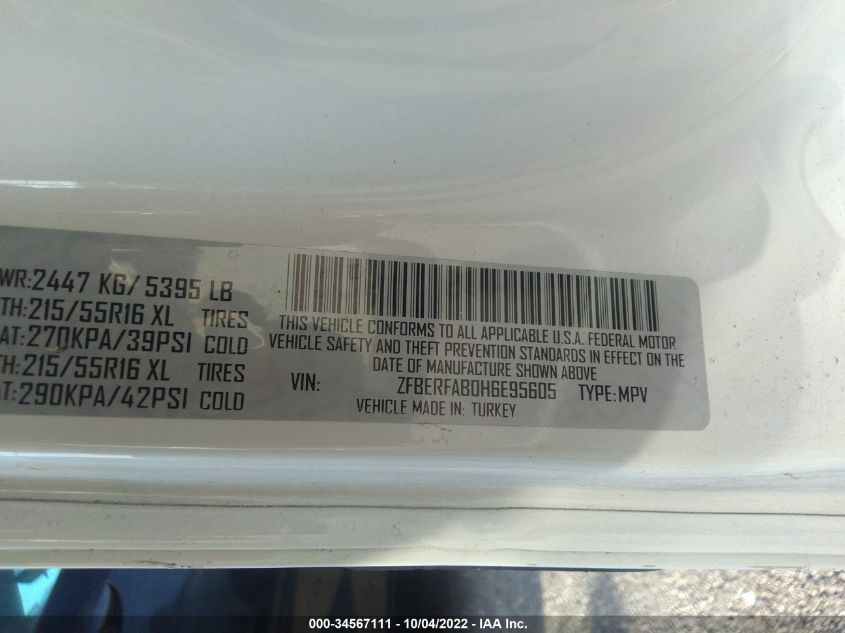 WR:2447 KG/ 5395 LB
TH:215/55R16 XL TIRES
AT:270KPA/39PSI COLD
TH:215/55R16 XL TIRES
AT:290KPA/42PSI COLD
THIS VEHICLE CONFORMS TO ALL APPLICABLE U.S.A. FEDERAL MOTOR
VEHICLE SAFETY AND THEFT PREVENTION STANDARDS IN EFFECT ON THE
DATE OF MANUFACTURE SHOWN ABOVE
VIN: ZFBERFAB0H6E95605 TYPE:MPV
VEHICLE MADE IN: TURKEY
000-34567111 - 10/04/2022 - IAA Inc.